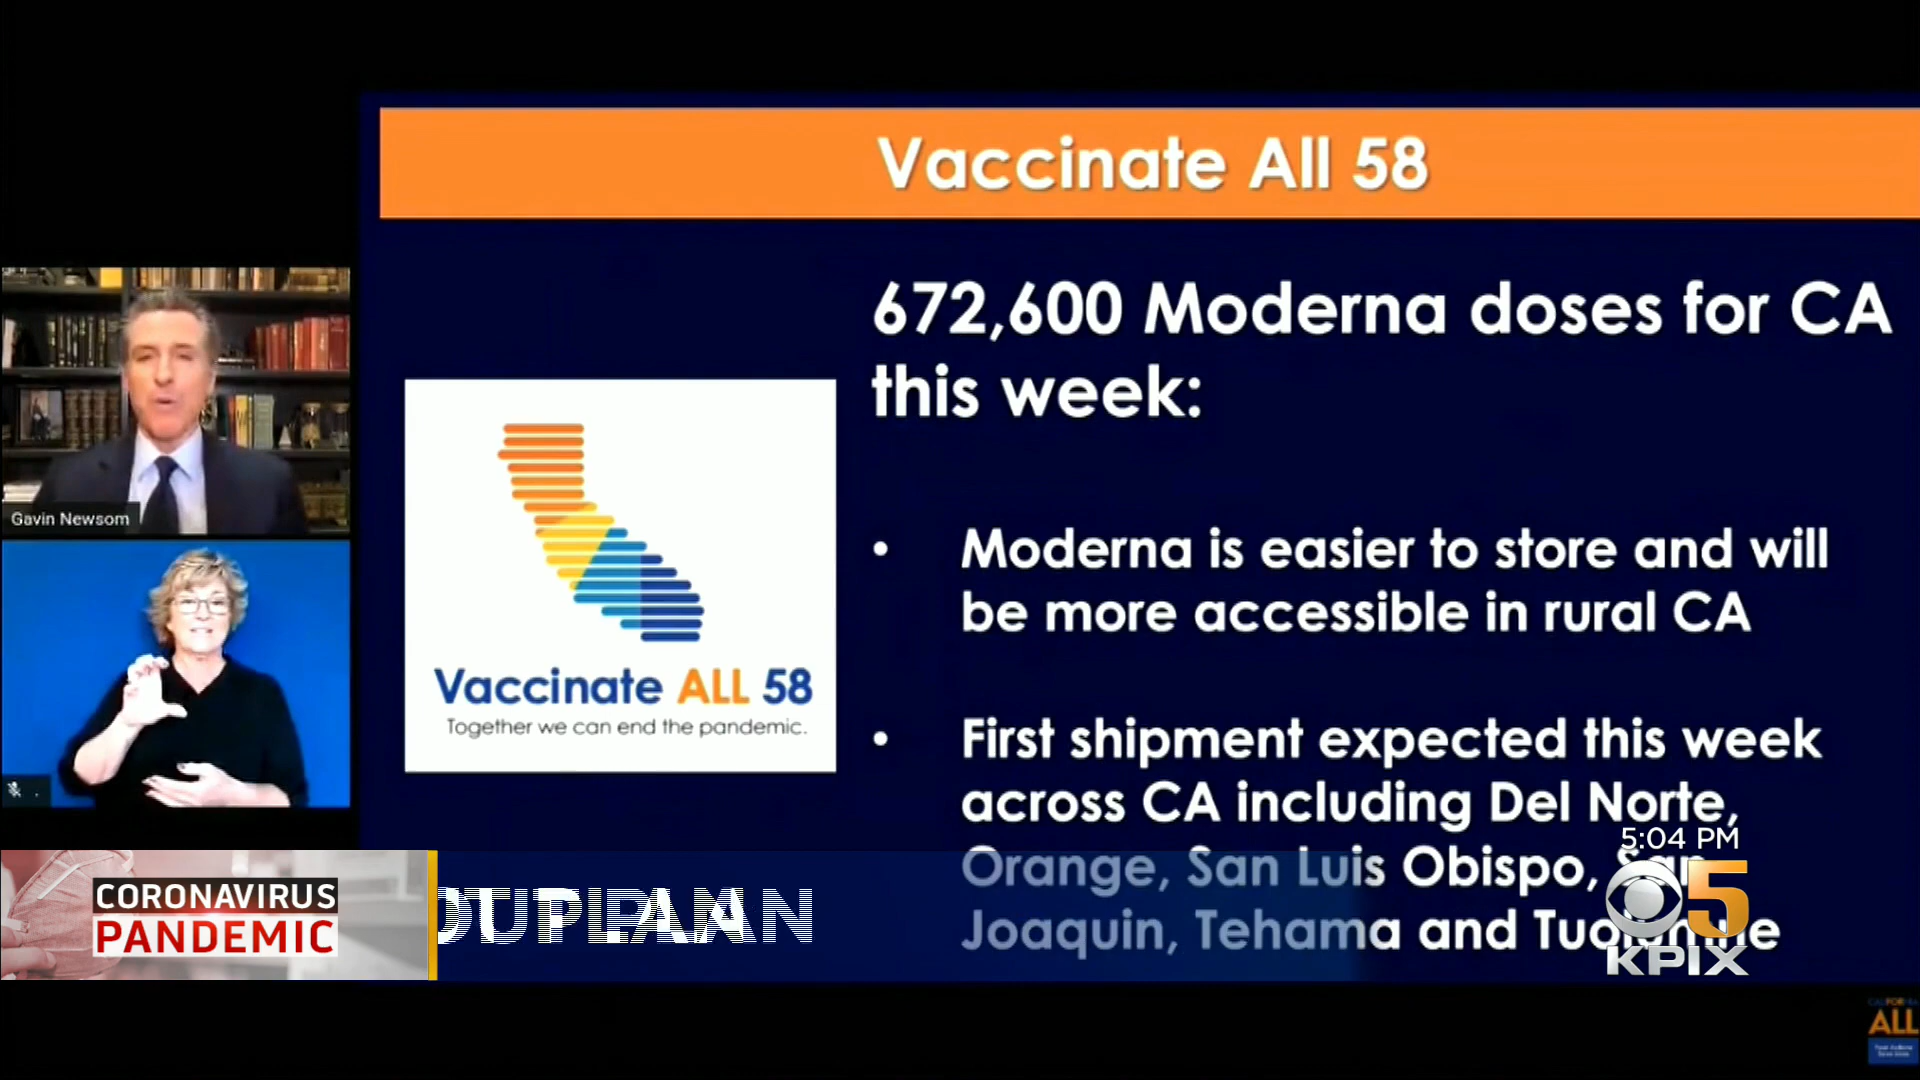 Vaccinate All 58
672,600 Moderna doses for CA
this week:
• Moderna is easier to store and will
be more accessible in rural CA
• First shipment expected this week
across CA including Del Norte,
Orange, San Luis Obispo, San
Joaquin, Tehama and Tuolumne
Vaccinate ALL 58
Together we can end the pandemic.
Gavin Newsom
CORONAVIRUS
PANDEMIC
5:04 PM
5
KPIX
CALIFORNIA
ALL